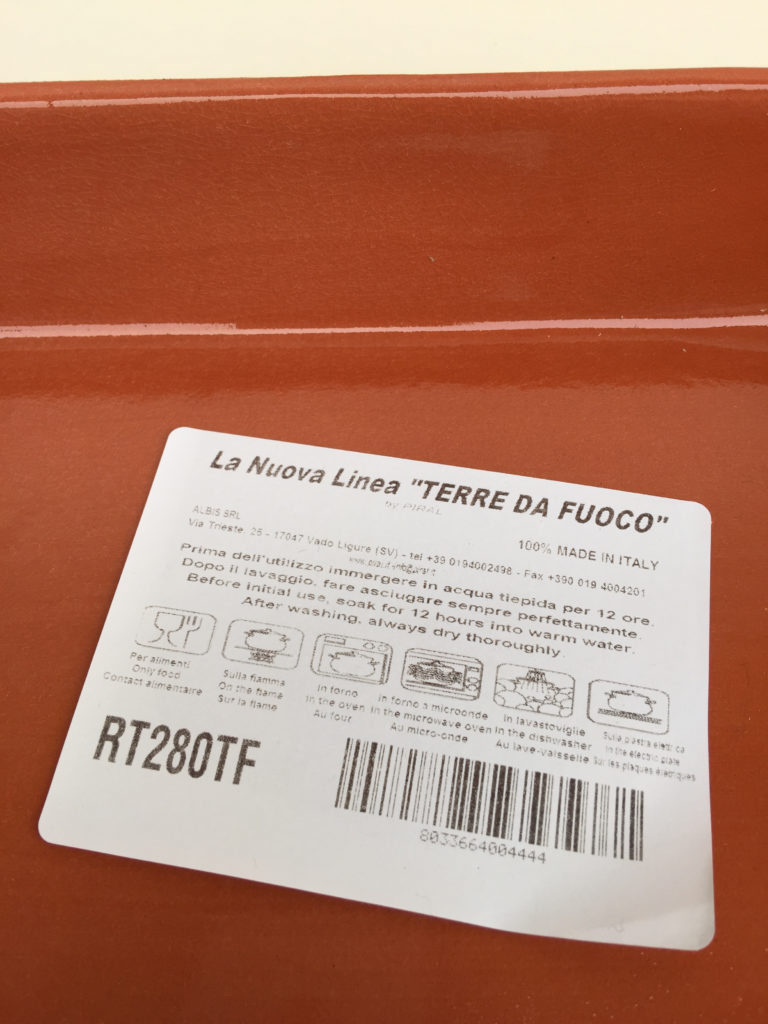 La Nuova Linea "TERRE DA FUOCO"
by PIRAL
ALBIS SRL
100% MADE IN ITALY
Via Trieste, 25 - 17047 Vado Ligure (SV) - tel +39 0194002498 - Fax +390 019 4004201
Prima dell'utilizzo immergere in acqua tiepida per 12 ore.
Dopo il lavaggio, fare asciugare sempre perfettamente.
Before initial use, soak for 12 hours into warm water.
After washing, always dry thoroughly.
Per alimenti
Only food
Contact alimentaire
Sulla fiamma
On the flame
Sur la flame
In forno
In the oven
Au four
In forno a microonde
In the microwave oven
Au micro-onde
In lavastoviglie
In the dishwasher
Au lave-vaisselle
Sulla piastra elettrica
In the electric plate
Sur les plaques électriques
RT280TF
8033664004444